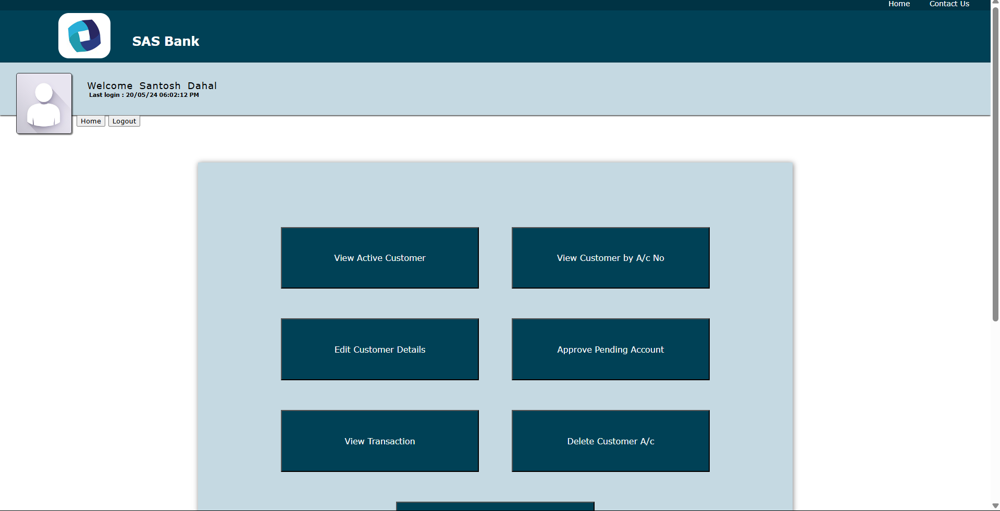 Home Contact Us
SAS Bank
Welcome Santosh Dahal
Last login : 20/05/24 06:02:12 PM
Home Logout
View Active Customer View Customer by A/c No
Edit Customer Details Approve Pending Account
View Transaction Delete Customer A/c